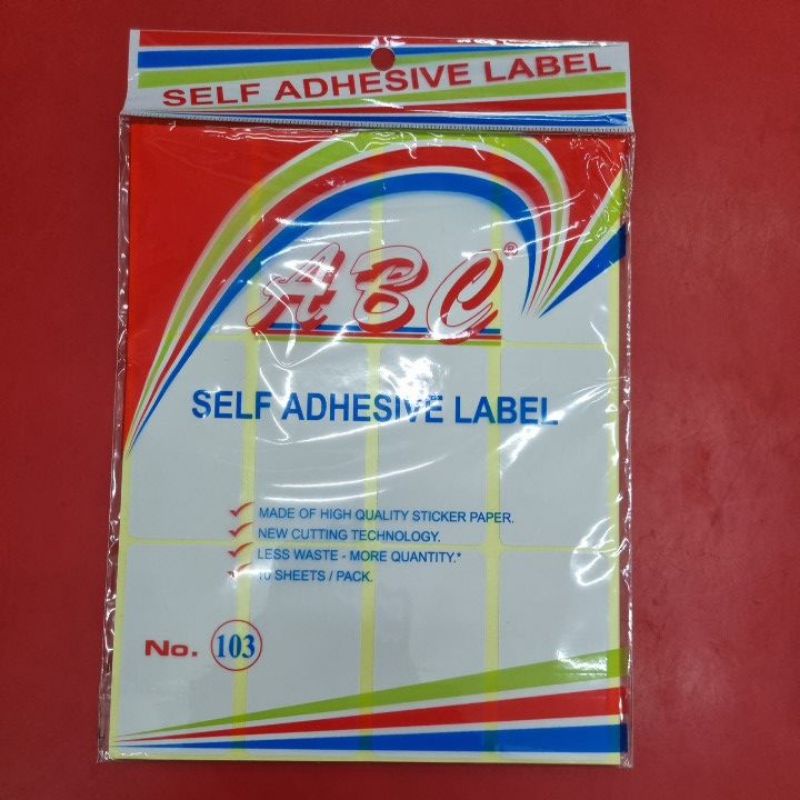 SELF ADHESIVE LABEL
ABC®
SELF ADHESIVE LABEL
MADE OF HIGH QUALITY STICKER PAPER.
NEW CUTTING TECHNOLOGY.
LESS WASTE - MORE QUANTITY.*
10 SHEETS / PACK.
No. 103